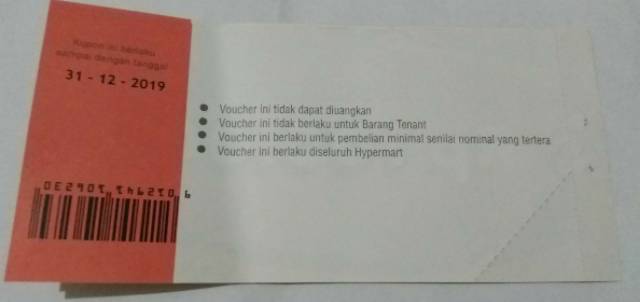 Kupon ini berlaku
sampai dengan tanggal
31 - 12 - 2019
● Voucher ini tidak dapat diuangkan
● Voucher ini tidak berlaku untuk Barang Tenant
● Voucher ini berlaku untuk pembelian minimal senilai nominal yang tertera
● Voucher ini berlaku diseluruh Hypermart